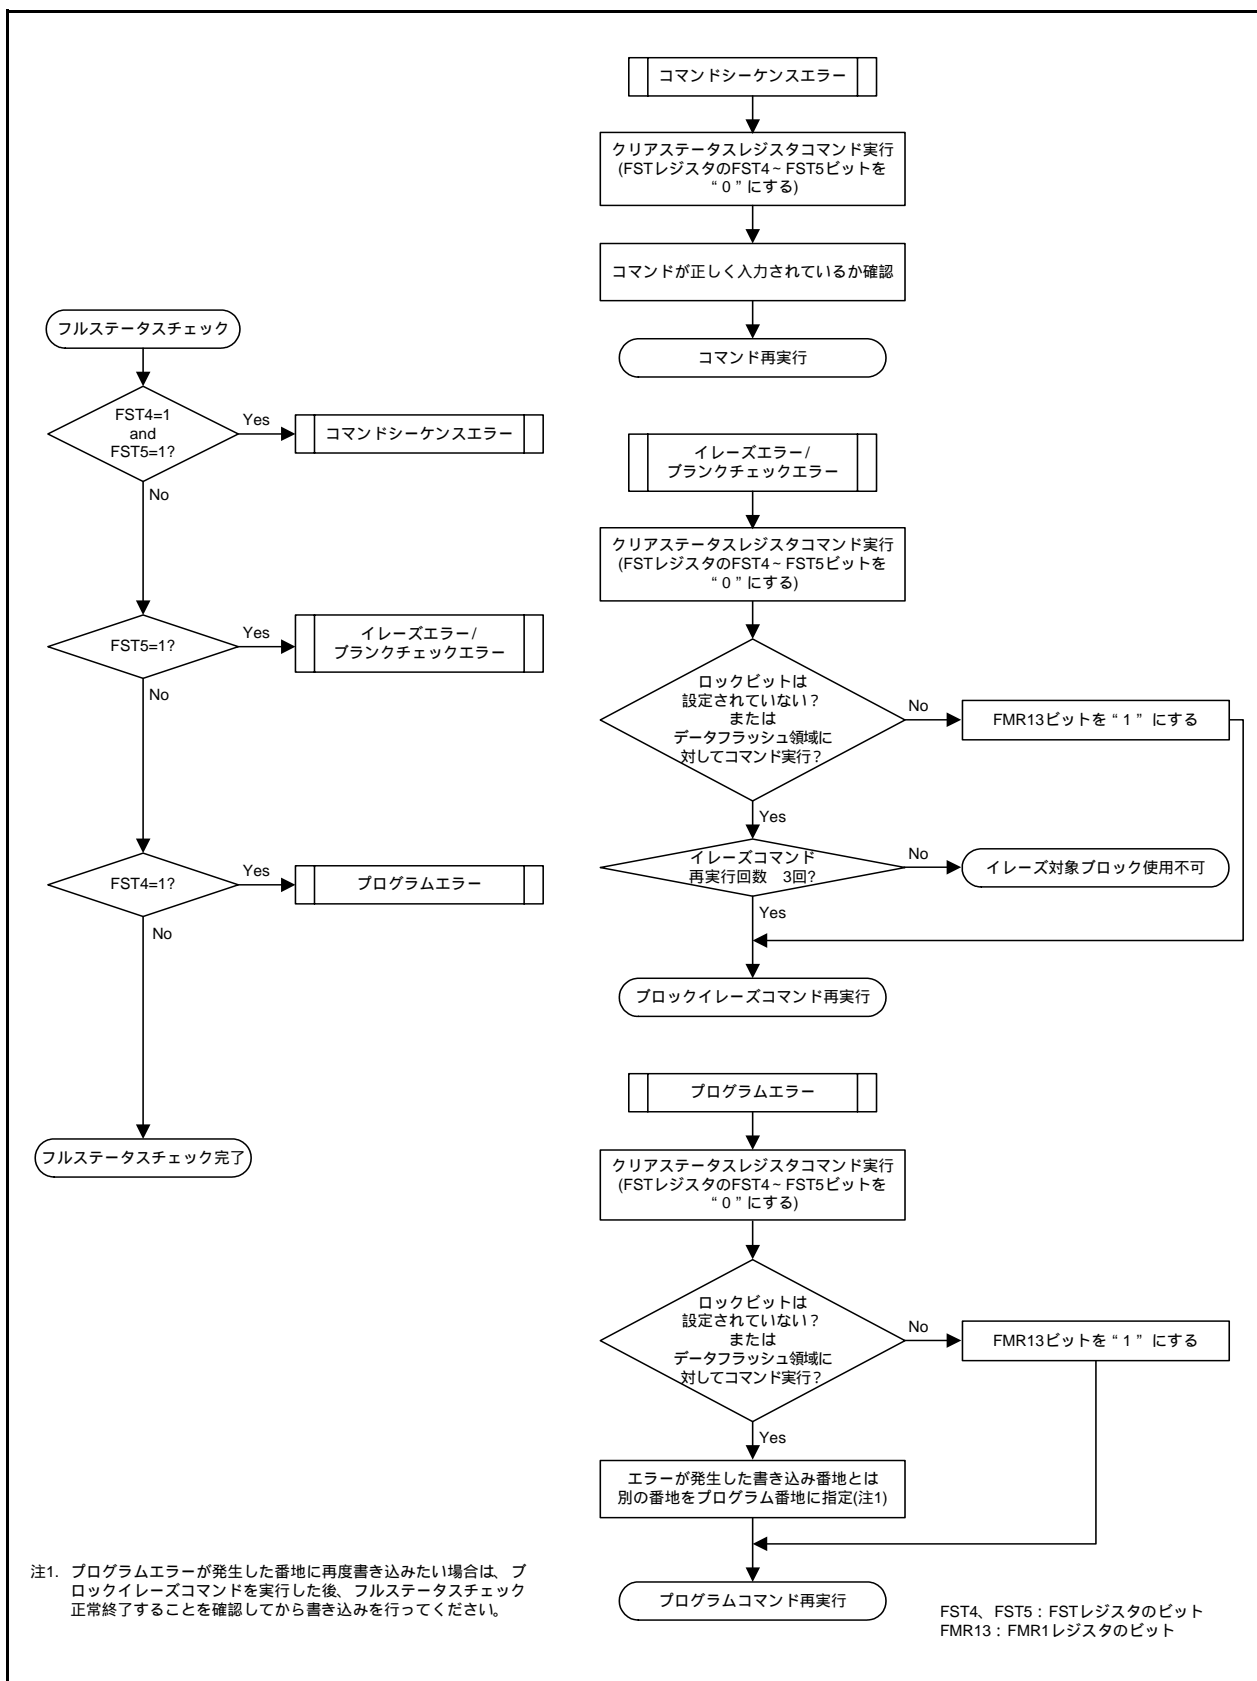 フルステータスチェック
FST4=1
and
FST5=1?
Yes
コマンドシーケンスエラー
No
FST5=1?
Yes
イレーズエラー/
ブランクチェックエラー
No
FST4=1?
Yes
プログラムエラー
No
フルステータスチェック完了
コマンドシーケンスエラー
クリアステータスレジスタコマンド実行
(FSTレジスタのFST4~FST5ビットを
“0”にする)
コマンドが正しく入力されているか確認
コマンド再実行
イレーズエラー/
ブランクチェックエラー
クリアステータスレジスタコマンド実行
(FSTレジスタのFST4~FST5ビットを
“0”にする)
ロックビットは
設定されていない?
または
データフラッシュ領域に
対してコマンド実行?
No
FMR13ビットを“1”にする
Yes
イレーズコマンド
再実行回数 3回?
No
イレーズ対象ブロック使用不可
Yes
ブロックイレーズコマンド再実行
プログラムエラー
クリアステータスレジスタコマンド実行
(FSTレジスタのFST4~FST5ビットを
“0”にする)
ロックビットは
設定されていない?
または
データフラッシュ領域に
対してコマンド実行?
No
FMR13ビットを“1”にする
Yes
エラーが発生した書き込み番地とは
別の番地をプログラム番地に指定(注1)
プログラムコマンド再実行
注1. プログラムエラーが発生した番地に再度書き込みたい場合は、ブ
ロックイレーズコマンドを実行した後、フルステータスチェック
正常終了することを確認してから書き込みを行ってください。
FST4、FST5:FSTレジスタのビット
FMR13:FMR1レジスタのビット